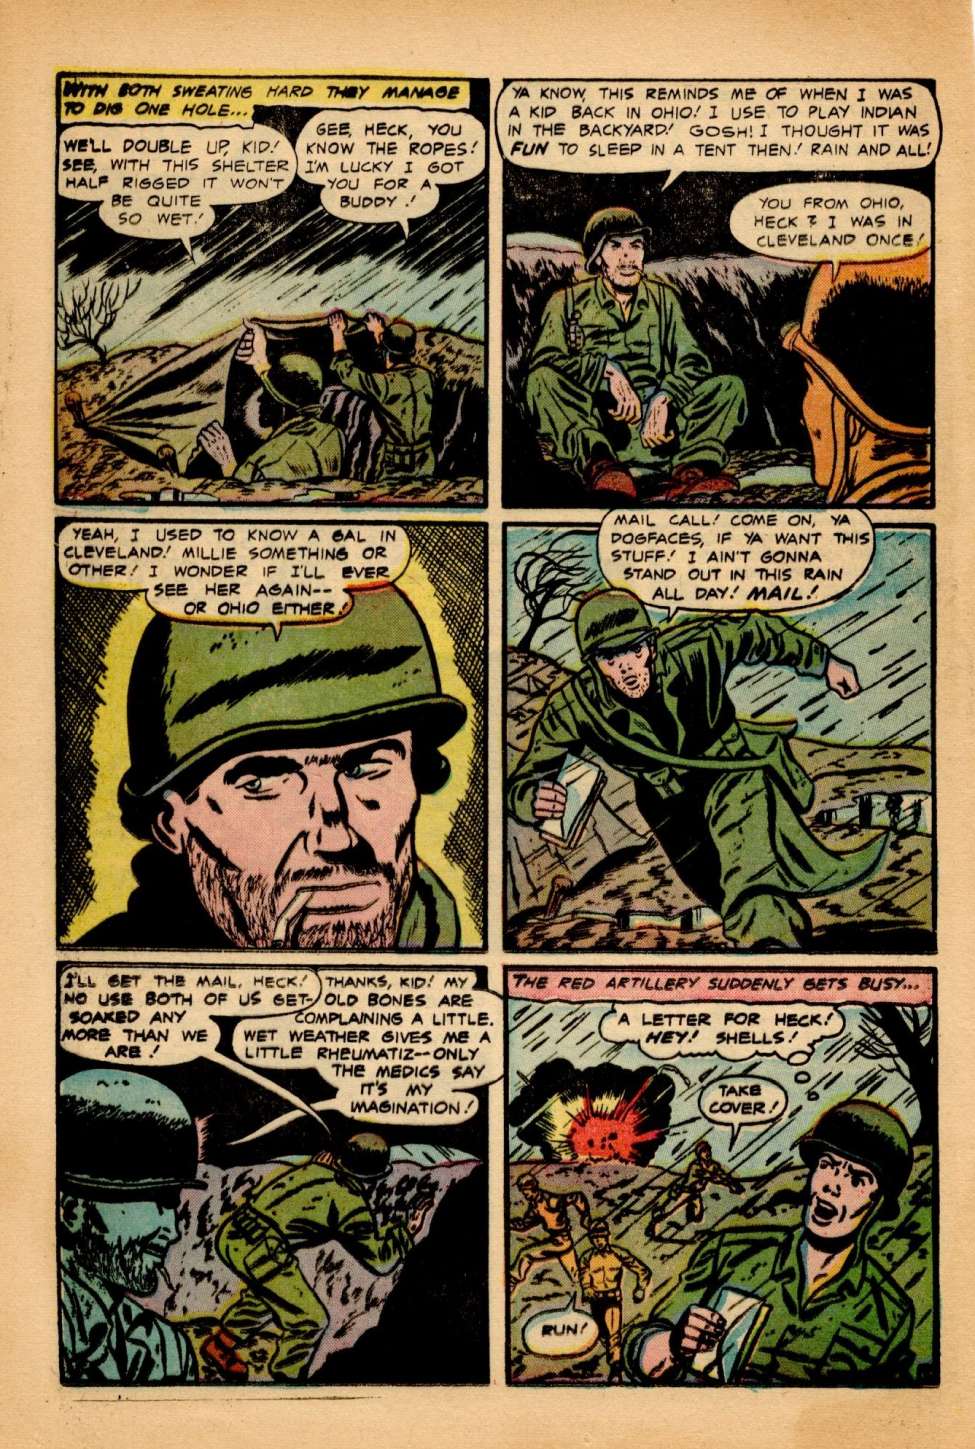 WITH BOTH SWEATING HARD THEY MANAGE
TO DIG ONE HOLE...
WE'LL DOUBLE UP, KID!
SEE, WITH THIS SHELTER
HALF RIGGED IT WON'T
BE QUITE
SO WET!
GEE, HECK, YOU
KNOW THE ROPES!
I'M LUCKY I GOT
YOU FOR A
BUDDY!
YA KNOW, THIS REMINDS ME OF WHEN I WAS
A KID BACK IN OHIO! I USE TO PLAY INDIAN
IN THE BACKYARD! GOSH! I THOUGHT IT WAS
FUN TO SLEEP IN A TENT THEN! RAIN AND ALL!
YOU FROM OHIO,
HECK? I WAS IN
CLEVELAND ONCE!
YEAH, I USED TO KNOW A GAL IN
CLEVELAND! MILLIE SOMETHING OR
OTHER! I WONDER IF I'LL EVER
SEE HER AGAIN--
OR OHIO EITHER!
MAIL CALL! COME ON, YA
DOGFACES, IF YA WANT THIS
STUFF! I AIN'T GONNA
STAND OUT IN THIS RAIN
ALL DAY! MAIL!
I'LL GET THE MAIL, HECK!
NO USE BOTH OF US GET-
SOAKED ANY
MORE THAN WE
ARE!
THANKS, KID! MY
OLD BONES ARE
COMPLAINING A LITTLE.
WET WEATHER GIVES ME A
LITTLE RHEUMATIZ--ONLY
THE MEDICS SAY
IT'S MY
IMAGINATION!
THE RED ARTILLERY SUDDENLY GETS BUSY...
A LETTER FOR HECK!
HEY! SHELLS!
TAKE
COVER!
RUN!